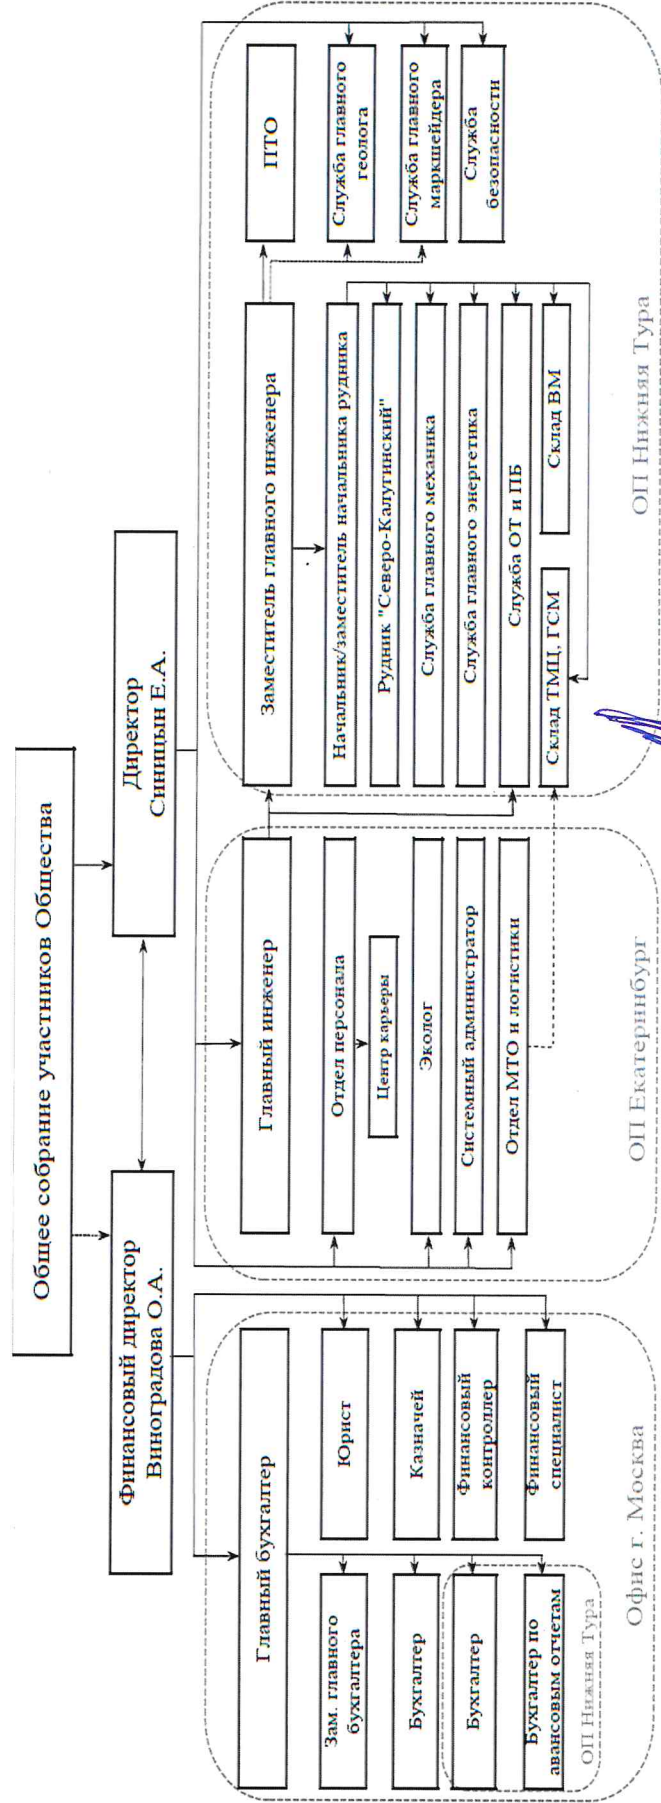 Общее собрание участников Общества
Финансовый директор
Виноградова О.А.
Директор
Синицын Е.А.
Главный бухгалтер
Зам. главного
бухгалтера
Бухгалтер
Бухгалтер
Бухгалтер по
авансовым отчетам
ОП Нижняя Тура
Юрист
Казначей
Финансовый
контроллер
Финансовый
специалист
Офис г. Москва
Главный инженер
Отдел персонала
Центр карьеры
Эколог
Системный администратор
Отдел МТО и логистики
ОП Екатеринбург
Заместитель главного инженера
Начальник/заместитель начальника рудника
Рудник "Северо-Калугинский"
Служба главного механика
Служба главного энергетика
Служба ОТ и ПБ
Склад ТМЦ, ГСМ
Склад ВМ
ПТО
Служба главного
геолога
Служба главного
маркшейдера
Служба
безопасности
ОП Нижняя Тура